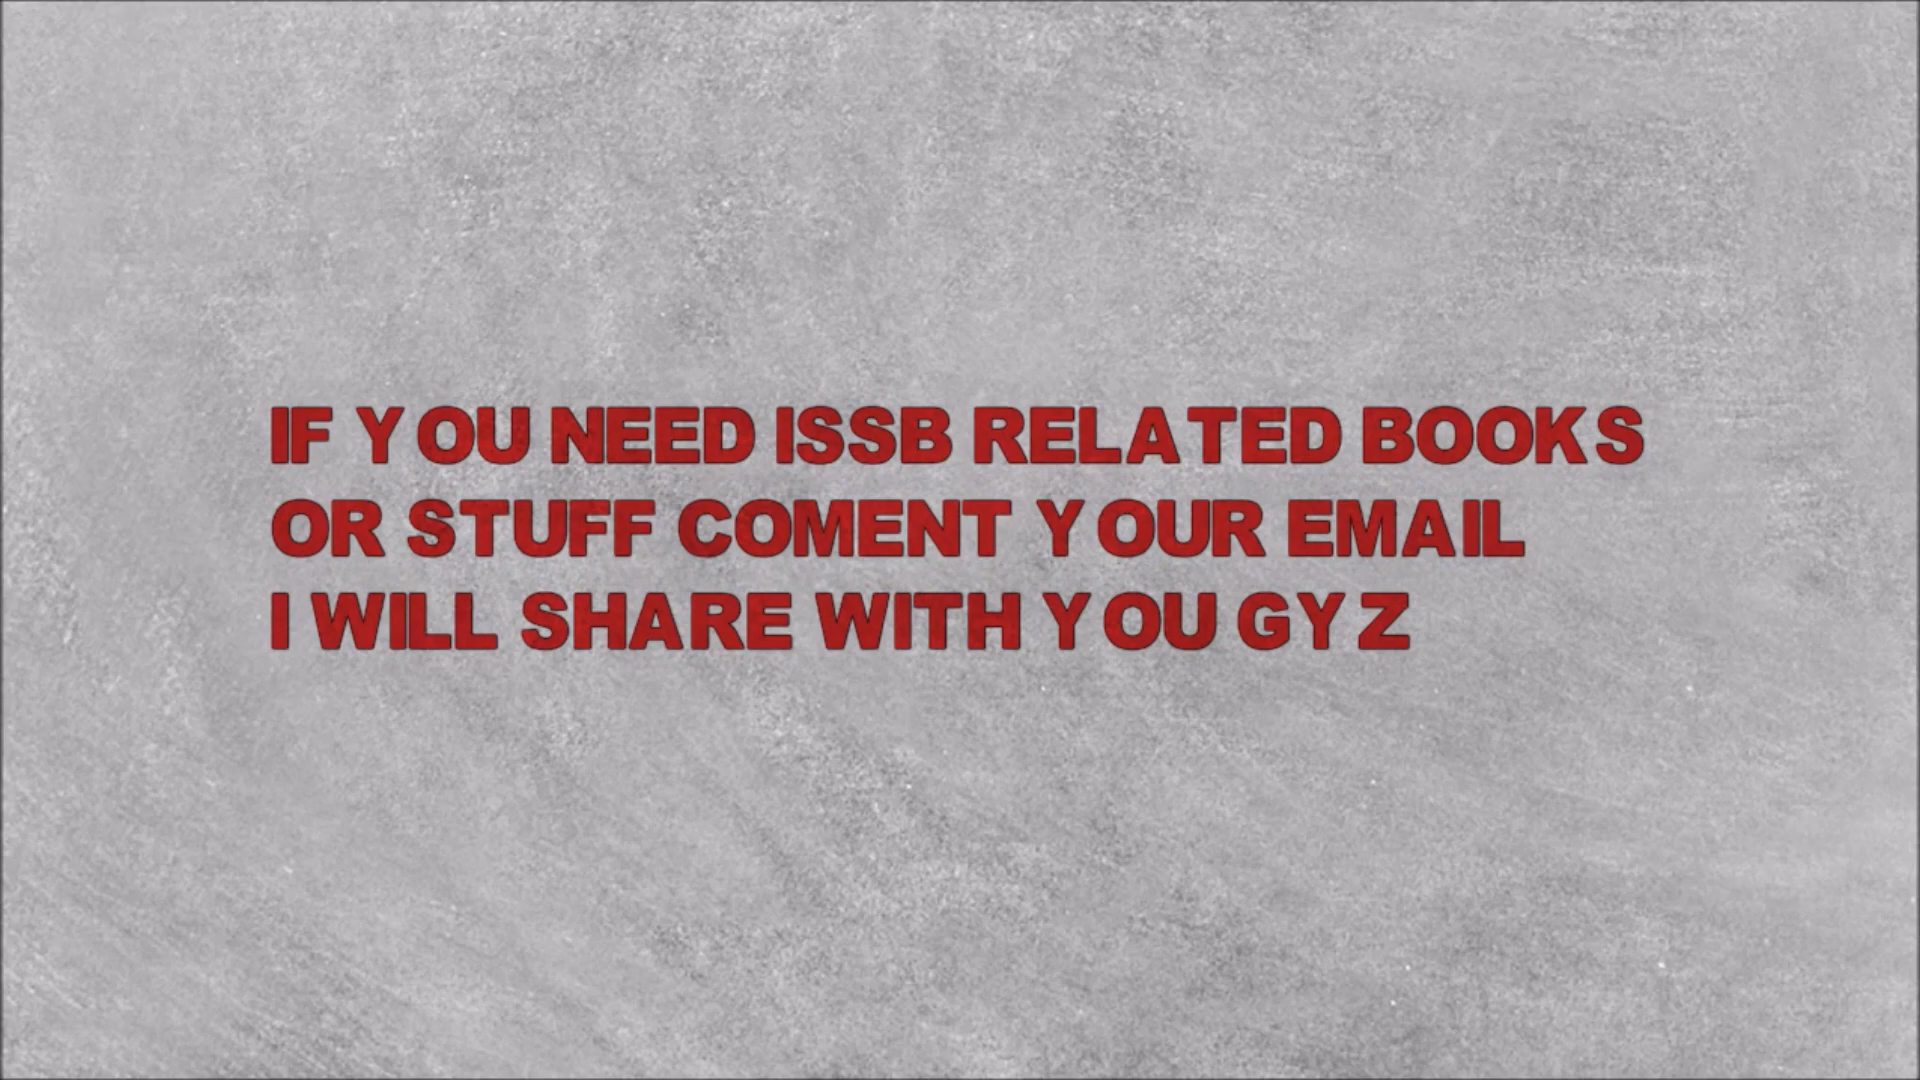 IF YOU NEED ISSB RELATED BOOKS
OR STUFF COMENT YOUR EMAIL
I WILL SHARE WITH YOU GYZ